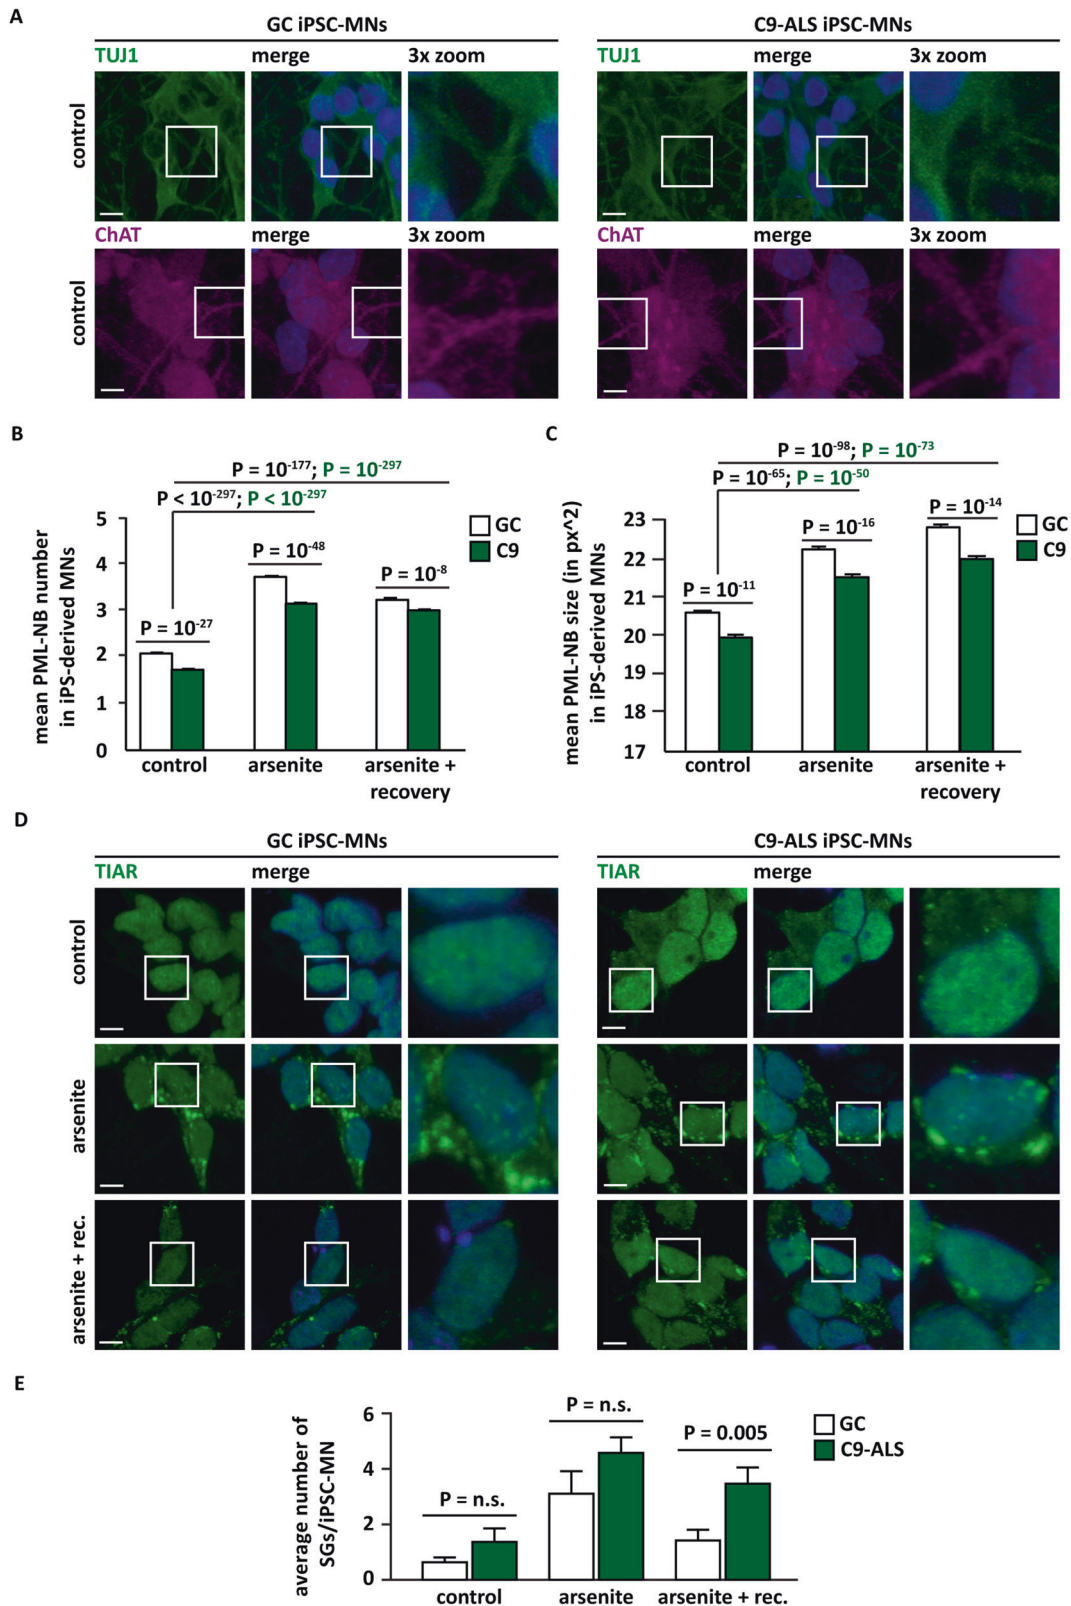 A
GC iPSC-MNs
C9-ALS iPSC-MNs
TUJ1 merge 3x zoom
TUJ1 merge 3x zoom
control
ChAT merge 3x zoom
ChAT merge 3x zoom
control
B
P = 10^-177; P = 10^-297
P < 10^-297; P < 10^-297
mean PML-NB number
in iPS-derived MNs
5
4
3
2
1
0
P = 10^-27
P = 10^-48
P = 10^-8
GC
C9
control
arsenite
arsenite +
recovery
C
P = 10^-98; P = 10^-73
P = 10^-65; P = 10^-50
mean PML-NB size (in px^2)
in iPS-derived MNs
23
22
21
20
19
18
17
P = 10^-11
P = 10^-16
P = 10^-14
GC
C9
control
arsenite
arsenite +
recovery
D
GC iPSC-MNs
C9-ALS iPSC-MNs
TIAR merge
TIAR merge
control
arsenite
arsenite + rec.
E
average number of
SGs/iPSC-MN
6
4
2
0
P = n.s.
P = n.s.
P = 0.005
GC
C9-ALS
control
arsenite
arsenite + rec.